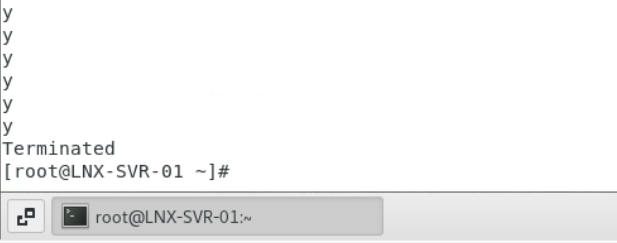 y
y
y
y
y
y
Terminated
[root@LNX-SVR-01 ~]#
root@LNX-SVR-01:~